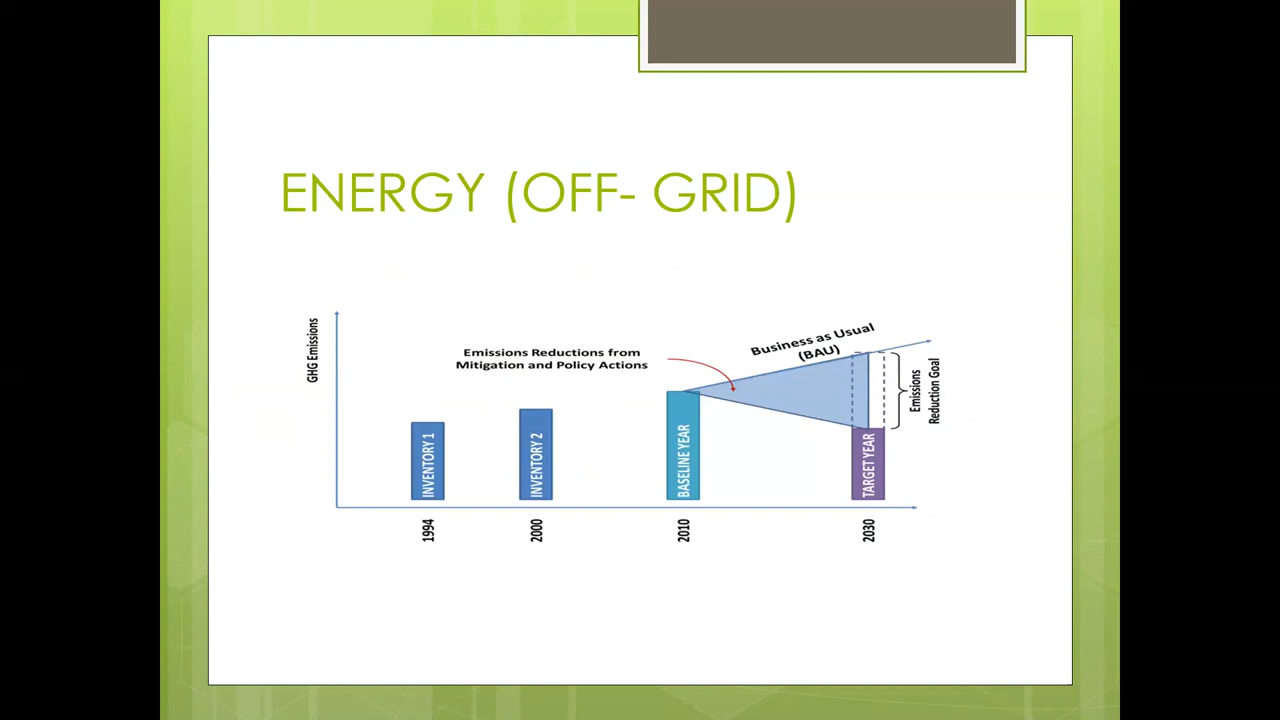 ENERGY (OFF- GRID)
GHG Emissions
Emissions Reductions from
Mitigation and Policy Actions
Business as Usual
(BAU)
Emissions
Reduction Goal
INVENTORY 1
INVENTORY 2
BASELINE YEAR
TARGET YEAR
1994
2000
2010
2030